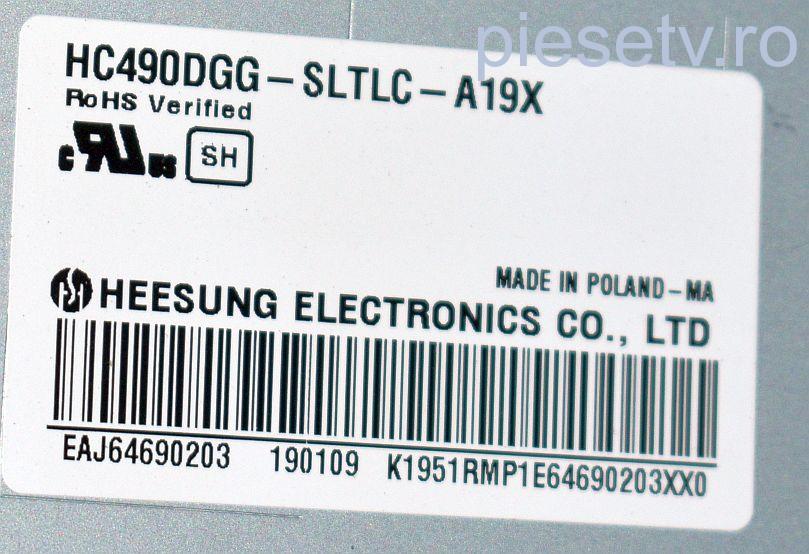 piesetv.ro
HC490DGG-SLTLC-A19X
RoHS Verified
c RU us SH
MADE IN POLAND-MA
HEESUNG ELECTRONICS CO., LTD
EAJ64690203 190109 K1951RMP1E64690203XX0